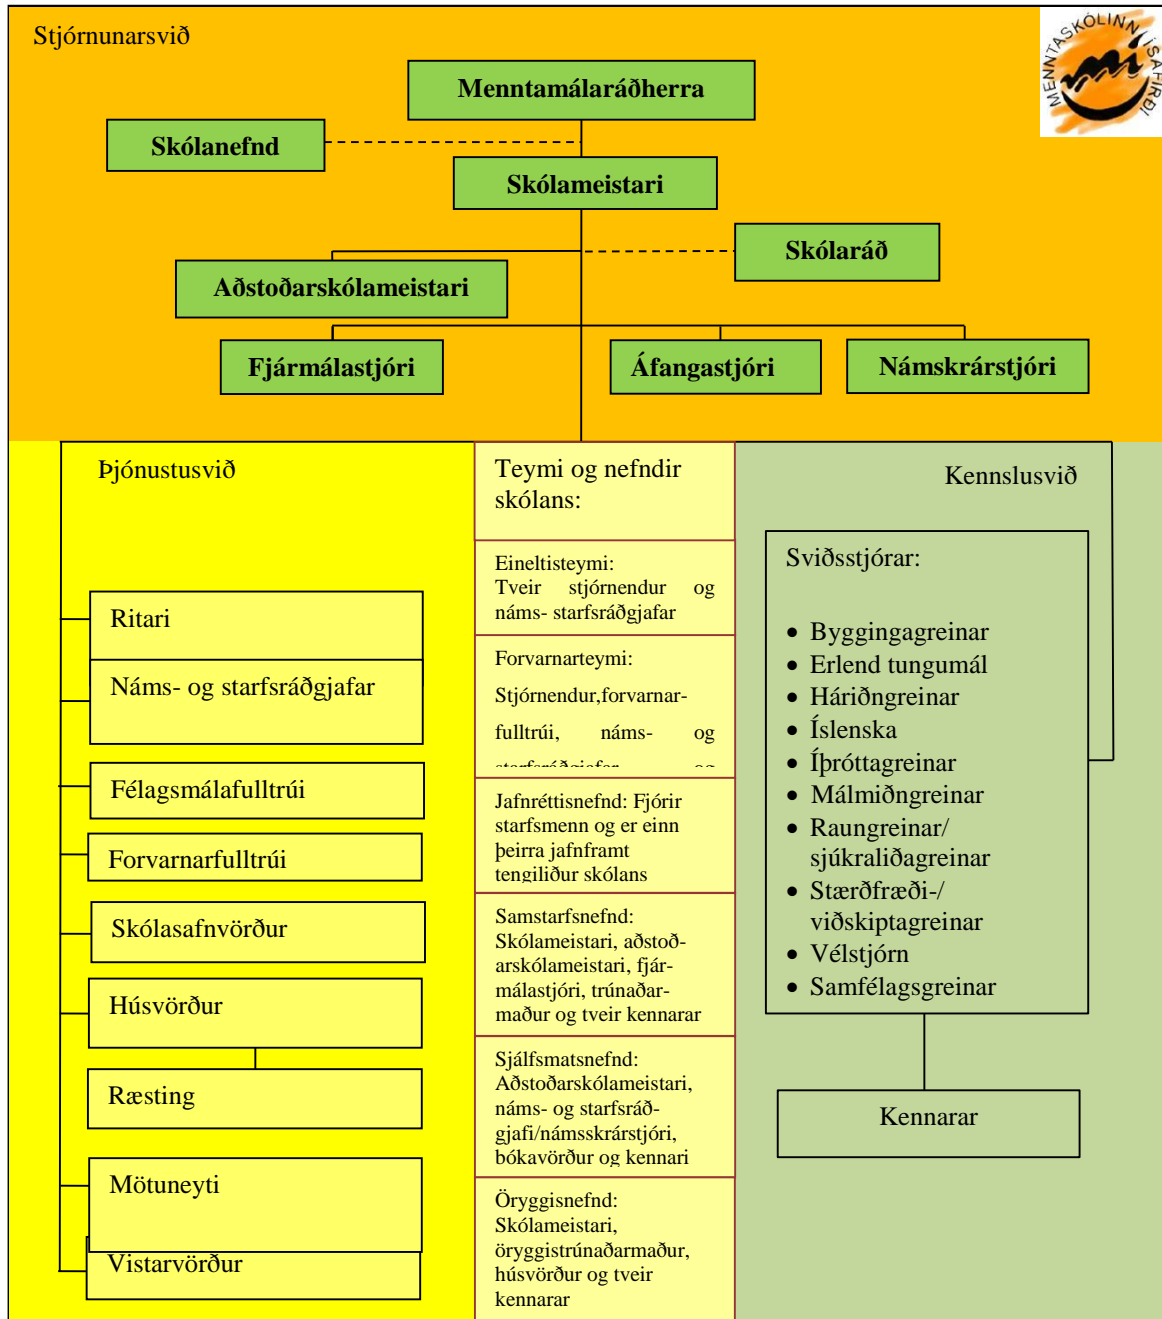 Stjórnunarsvið
MENNTASKÓLINN ÍSAFIRÐI
Menntamálaráðherra
Skólanefnd
Skólameistari
Skólaráð
Aðstoðarskólameistari
Fjármálastjóri
Áfangastjóri
Námskrárstjóri
Þjónustusvið
Ritari
Náms- og starfsráðgjafar
Félagsmálafulltrúi
Forvarnarfulltrúi
Skólasafnvörður
Húsvörður
Ræsting
Mötuneyti
Vistarvörður
Teymi og nefndir
skólans:
Eineltisteymi:
Tveir stjórnendur og
náms- starfsráðgjafar
Forvarnarteymi:
Stjórnendur,forvarnar-
fulltrúi, náms- og
starfsráðgjafar og
Jafnréttisnefnd: Fjórir
starfsmenn og er einn
þeirra jafnframt
tengiliður skólans
Samstarfsnefnd:
Skólameistari, aðstoð-
arskólameistari, fjár-
málastjóri, trúnaðar-
maður og tveir kennarar
Sjálfsmatsnefnd:
Aðstoðarskólameistari,
náms- og starfsráð-
gjafi/námsskrárstjóri,
bókavörður og kennari
Öryggisnefnd:
Skólameistari,
öryggistrúnaðarmaður,
húsvörður og tveir
kennarar
Kennslusvið
Sviðsstjórar:
• Byggingagreinar
• Erlend tungumál
• Háriðngreinar
• Íslenska
• Íþróttagreinar
• Málmiðngreinar
• Raungreinar/
sjúkraliðagreinar
• Stærðfræði-/
viðskiptagreinar
• Vélstjórn
• Samfélagsgreinar
Kennarar